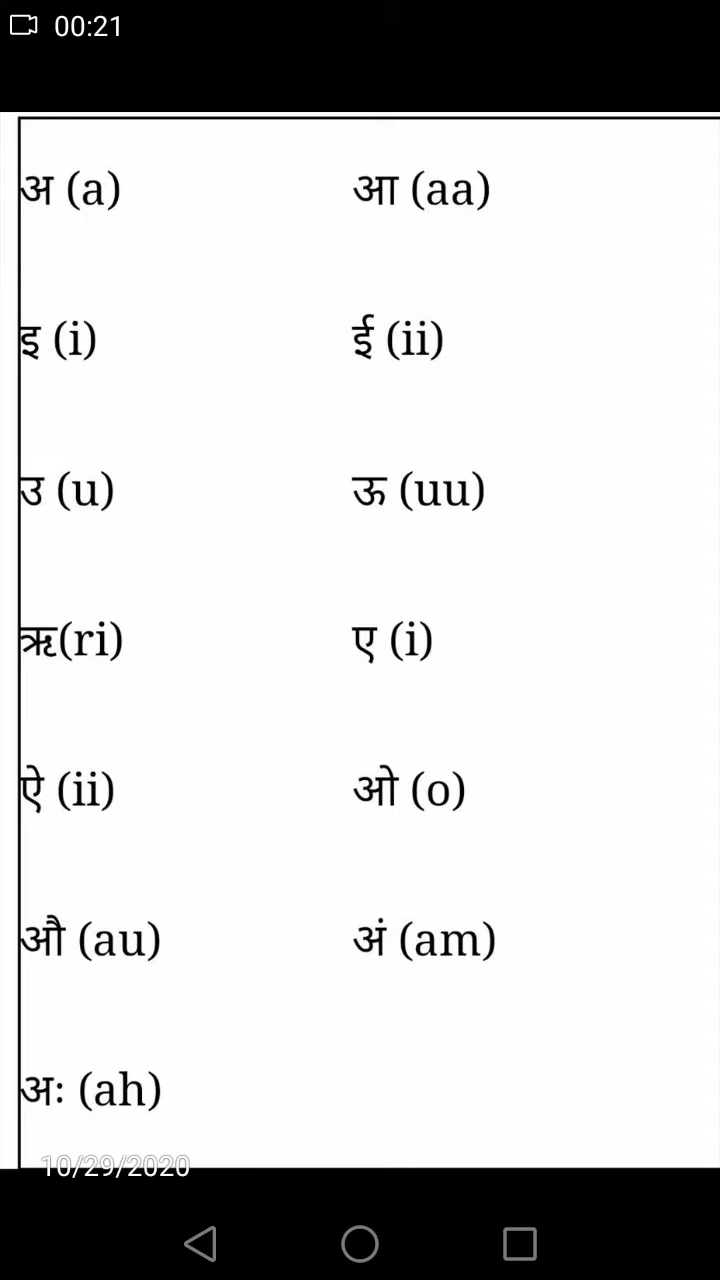 00:21
अ (a) आ (aa)
इ (i) ई (ii)
उ (u) ऊ (uu)
ऋ(ri) ए (i)
ऐ (ii) ओ (o)
औ (au) अं (am)
अः (ah)
10/29/2020